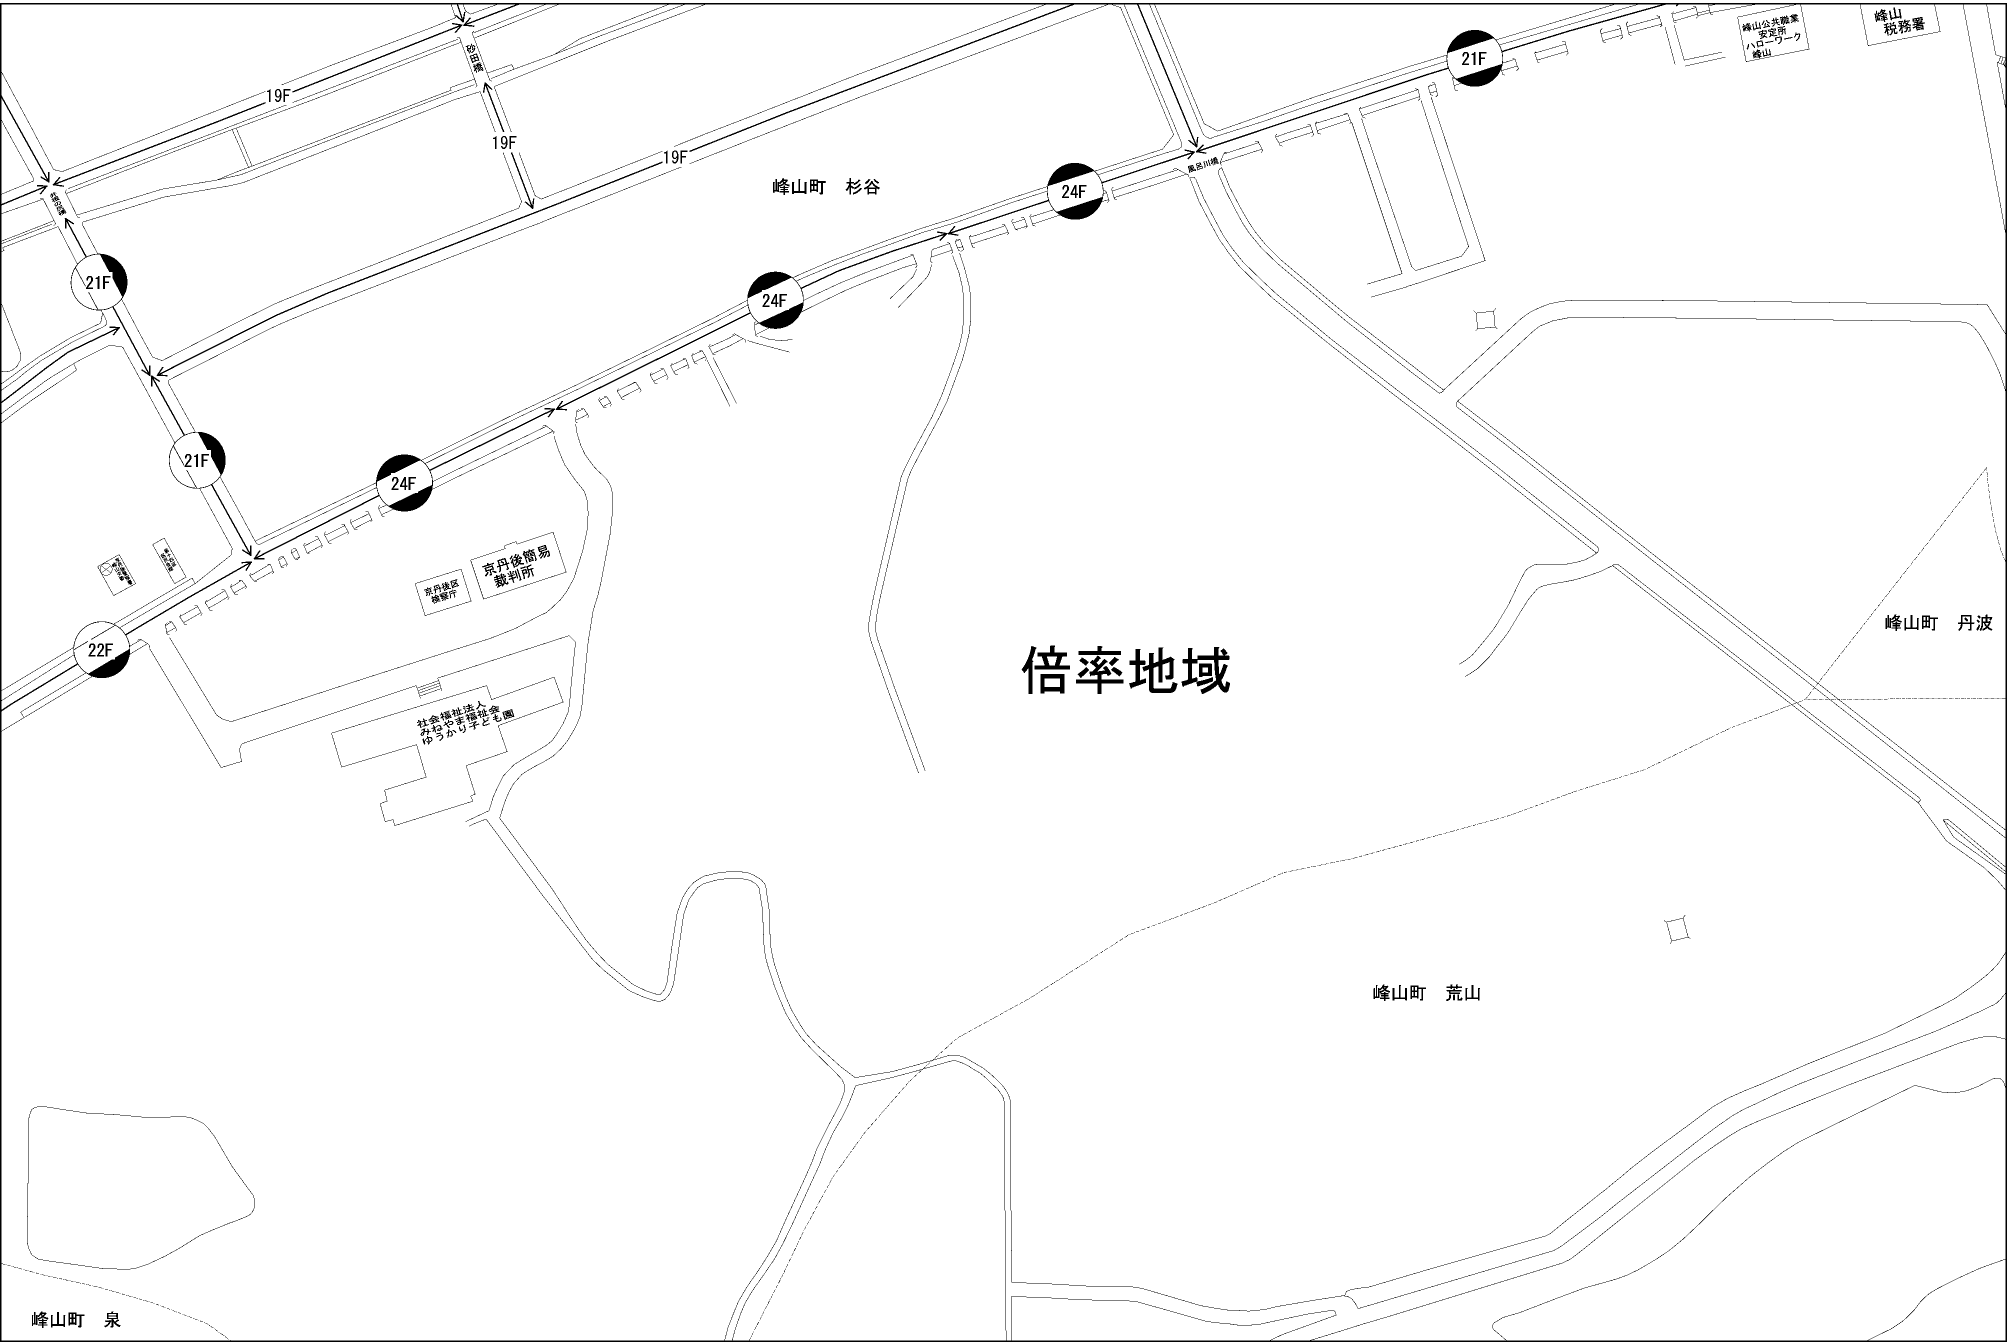 峰山公共職業
安定所
ハローワーク
峰山
峰山
税務署
21F
砂田橋
19F
19F
19F
風呂川橋
峰山町 杉谷
24F
21F
24F
21F
24F
京丹後簡易
裁判所
京丹後区
検察庁
峰山町 丹波
22F
倍率地域
社会福祉法人
みねやま福祉会
ゆうかり子ども園
峰山町 荒山
峰山町 泉